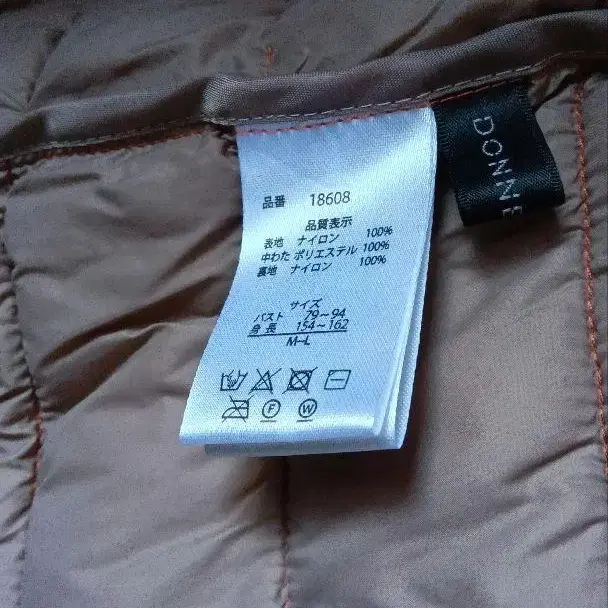 品番 18608
品質表示
表地 ナイロン 100%
中わた ポリエステル 100%
裏地 ナイロン 100%
サイズ
バスト 79~94
身長 154~162
M-L
F W
DONNE